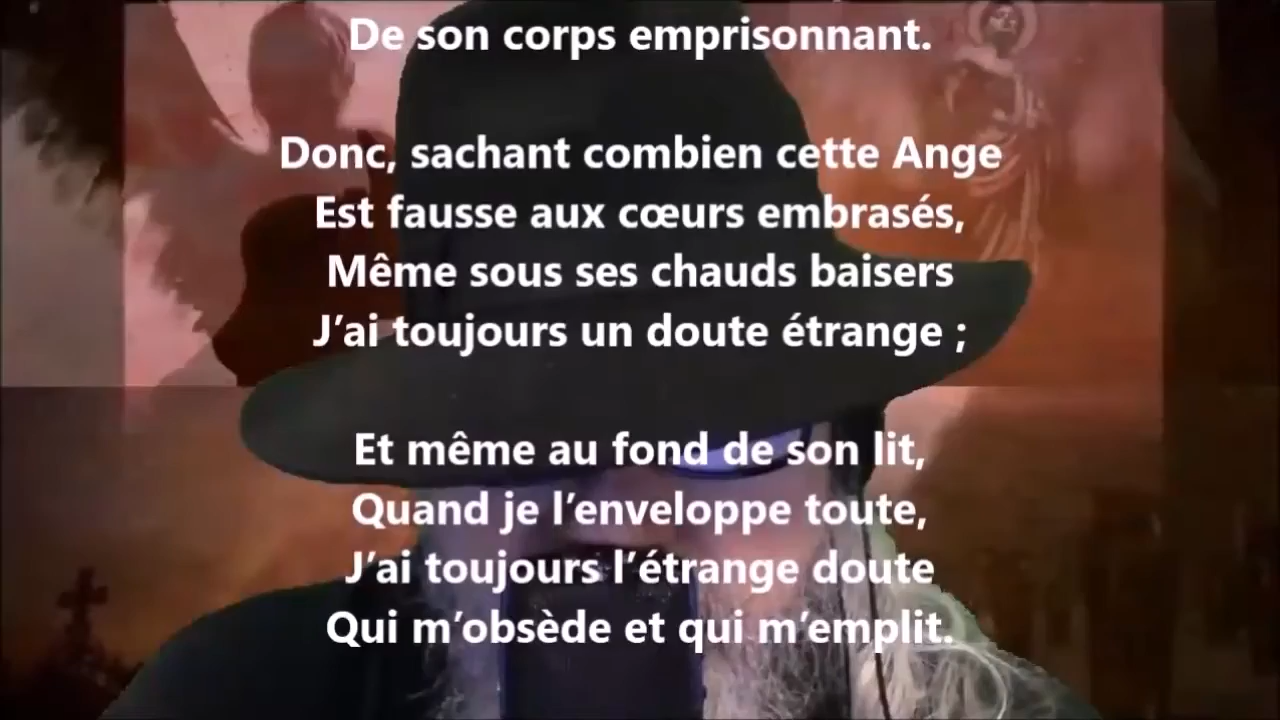 De son corps emprisonnant.
Donc, sachant combien cette Ange
Est fausse aux cœurs embrasés,
Même sous ses chauds baisers
J’ai toujours un doute étrange ;
Et même au fond de son lit,
Quand je l’enveloppe toute,
J’ai toujours l’étrange doute
Qui m’obsède et qui m’emplit.